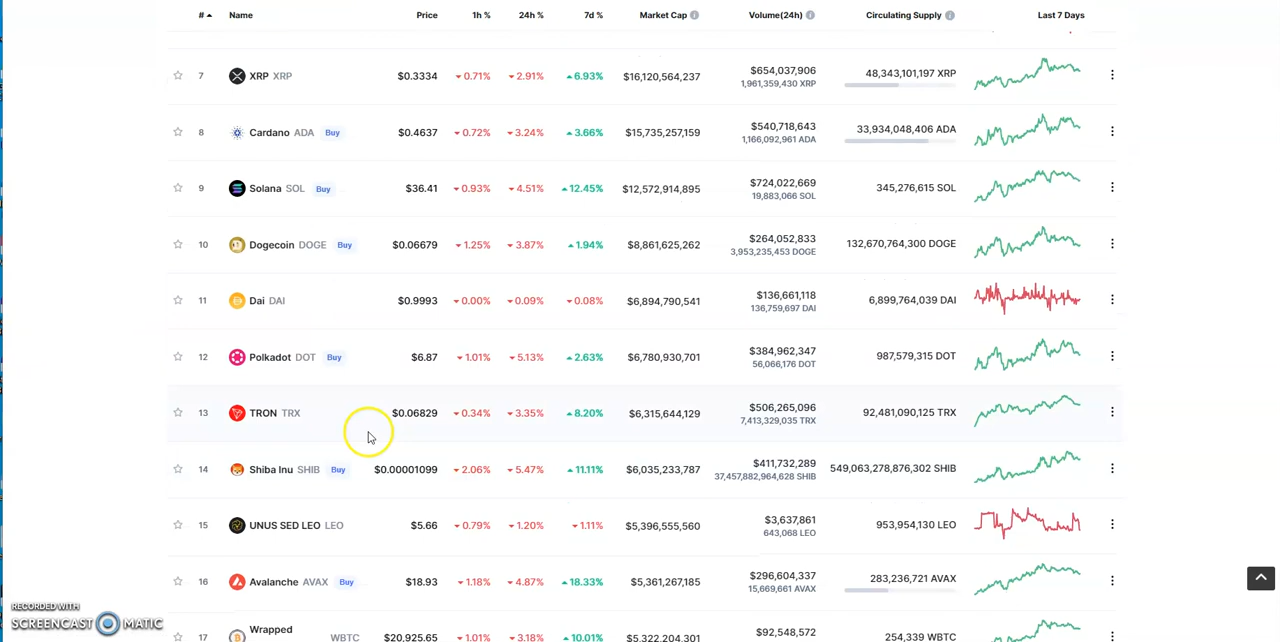 # Name Price 1h % 24h % 7d % Market Cap Volume(24h) Circulating Supply Last 7 Days
7 XRP XRP $0.3334 0.71% 2.91% 6.93% $16,120,564,237 $654,037,906 48,343,101,197 XRP
1,961,359,430 XRP
8 Cardano ADA Buy $0.4637 0.72% 3.24% 3.66% $15,735,257,159 $540,718,643 33,934,048,406 ADA
1,166,092,961 ADA
9 Solana SOL Buy $36.41 0.93% 4.51% 12.45% $12,572,914,895 $724,022,669 345,276,615 SOL
19,883,066 SOL
10 Dogecoin DOGE Buy $0.06679 1.25% 3.87% 1.94% $8,861,625,262 $264,052,833 132,670,764,300 DOGE
3,953,235,453 DOGE
11 Dai DAI $0.9993 0.00% 0.09% 0.08% $6,894,790,541 $136,661,118 6,899,764,039 DAI
136,759,697 DAI
12 Polkadot DOT Buy $6.87 1.01% 5.13% 2.63% $6,780,930,701 $384,962,347 987,579,315 DOT
56,066,176 DOT
13 TRON TRX $0.06829 0.34% 3.35% 8.20% $6,315,644,129 $506,265,096 92,481,090,125 TRX
7,413,329,035 TRX
14 Shiba Inu SHIB Buy $0.00001099 2.06% 5.47% 11.11% $6,035,233,787 $411,732,289 549,063,278,876,302 SHIB
37,457,882,964,628 SHIB
15 UNUS SED LEO LEO $5.66 0.79% 1.20% 1.11% $5,396,555,560 $3,637,861 953,954,130 LEO
643,068 LEO
16 Avalanche AVAX Buy $18.93 1.18% 4.87% 18.33% $5,361,267,185 $296,604,337 283,236,721 AVAX
15,669,661 AVAX
17 Wrapped WBTC $20,925.65 1.01% 3.18% 10.01% $5,322,204,301 $92,548,572 254,339 WBTC
RECORDED WITH
SCREENCAST MATIC